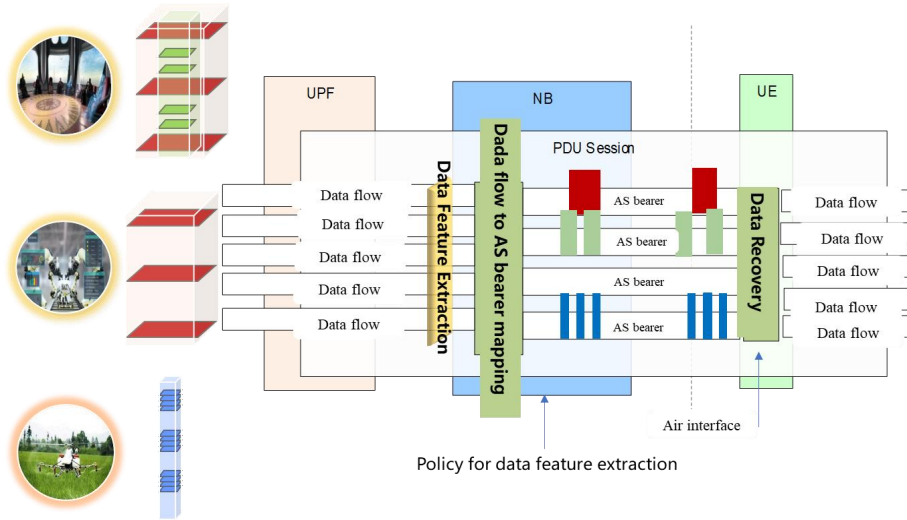 UPF
NB
UE
PDU Session
Data flow
Data flow
Data flow
Data flow
Data flow
Data Feature Extraction
Dada flow to AS bearer mapping
AS bearer
AS bearer
AS bearer
AS bearer
Data Recovery
Data flow
Data flow
Data flow
Data flow
Data flow
Air interface
Policy for data feature extraction